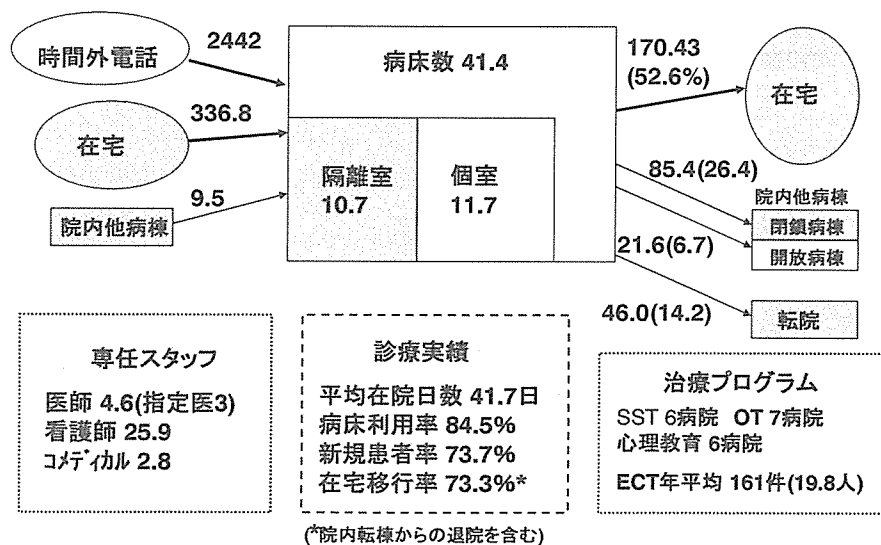 時間外電話
2442
在宅
336.8
院内他病棟
9.5
病床数 41.4
隔離室
10.7
個室
11.7
170.43
(52.6%)
在宅
85.4(26.4)
院内他病棟
閉鎖病棟
開放病棟
21.6(6.7)
46.0(14.2)
転院
専任スタッフ
医師 4.6(指定医3)
看護師 25.9
コメディカル 2.8
診療実績
平均在院日数 41.7日
病床利用率 84.5%
新規患者率 73.7%
在宅移行率 73.3%*
(*院内転棟からの退院を含む)
治療プログラム
SST 6病院 OT 7病院
心理教育 6病院
ECT年平均 161件(19.8人)